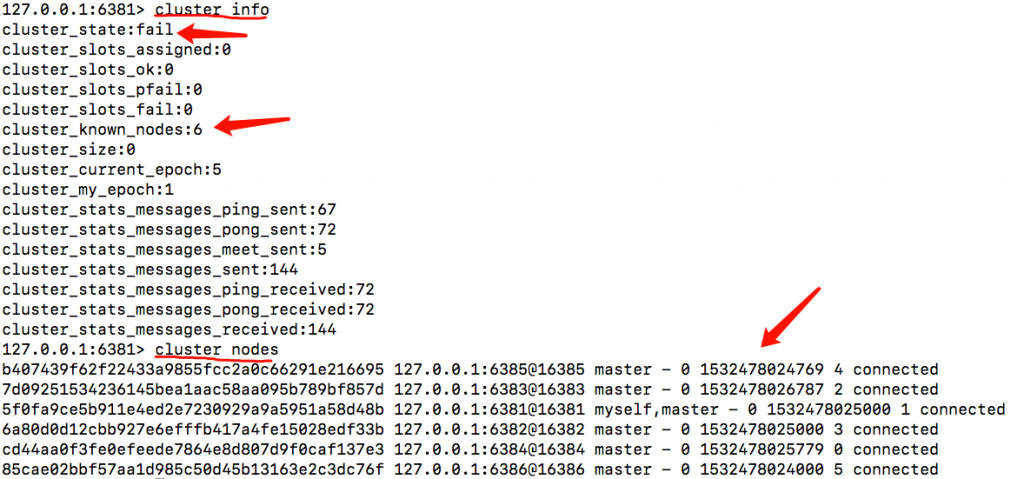 127.0.0.1:6381> cluster info
cluster_state:fail
cluster_slots_assigned:0
cluster_slots_ok:0
cluster_slots_pfail:0
cluster_slots_fail:0
cluster_known_nodes:6
cluster_size:0
cluster_current_epoch:5
cluster_my_epoch:1
cluster_stats_messages_ping_sent:67
cluster_stats_messages_pong_sent:72
cluster_stats_messages_meet_sent:5
cluster_stats_messages_sent:144
cluster_stats_messages_ping_received:72
cluster_stats_messages_pong_received:72
cluster_stats_messages_received:144
127.0.0.1:6381> cluster nodes
b407439f62f22433a9855fcc2a0c66291e216695 127.0.0.1:6385@16385 master - 0 1532478024769 4 connected
7d09251534236145bea1aac58aa095b789bf857d 127.0.0.1:6383@16383 master - 0 1532478026787 2 connected
5f0fa9ce5b911e4ed2e7230929a9a5951a58d48b 127.0.0.1:6381@16381 myself,master - 0 1532478025000 1 connected
6a80d0d12cbb927e6efffb417a4fe15028edf33b 127.0.0.1:6382@16382 master - 0 1532478025000 3 connected
cd44aa0f3fe0efeede7864e8d807d9f0caf137e3 127.0.0.1:6384@16384 master - 0 1532478025779 0 connected
85cae02bbf57aa1d985c50d45b13163e2c3dc76f 127.0.0.1:6386@16386 master - 0 1532478024000 5 connected